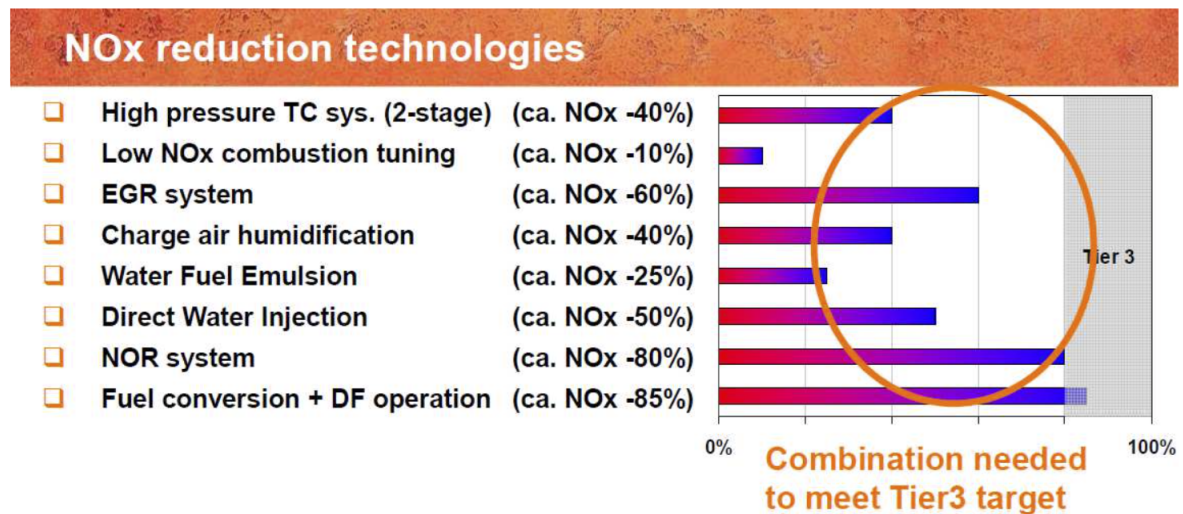 NOx reduction technologies
High pressure TC sys. (2-stage) (ca. NOx -40%)
Low NOx combustion tuning (ca. NOx -10%)
EGR system (ca. NOx -60%)
Charge air humidification (ca. NOx -40%)
Water Fuel Emulsion (ca. NOx -25%)
Direct Water Injection (ca. NOx -50%)
NOR system (ca. NOx -80%)
Fuel conversion + DF operation (ca. NOx -85%)
Tier 3
0% 100%
Combination needed
to meet Tier3 target